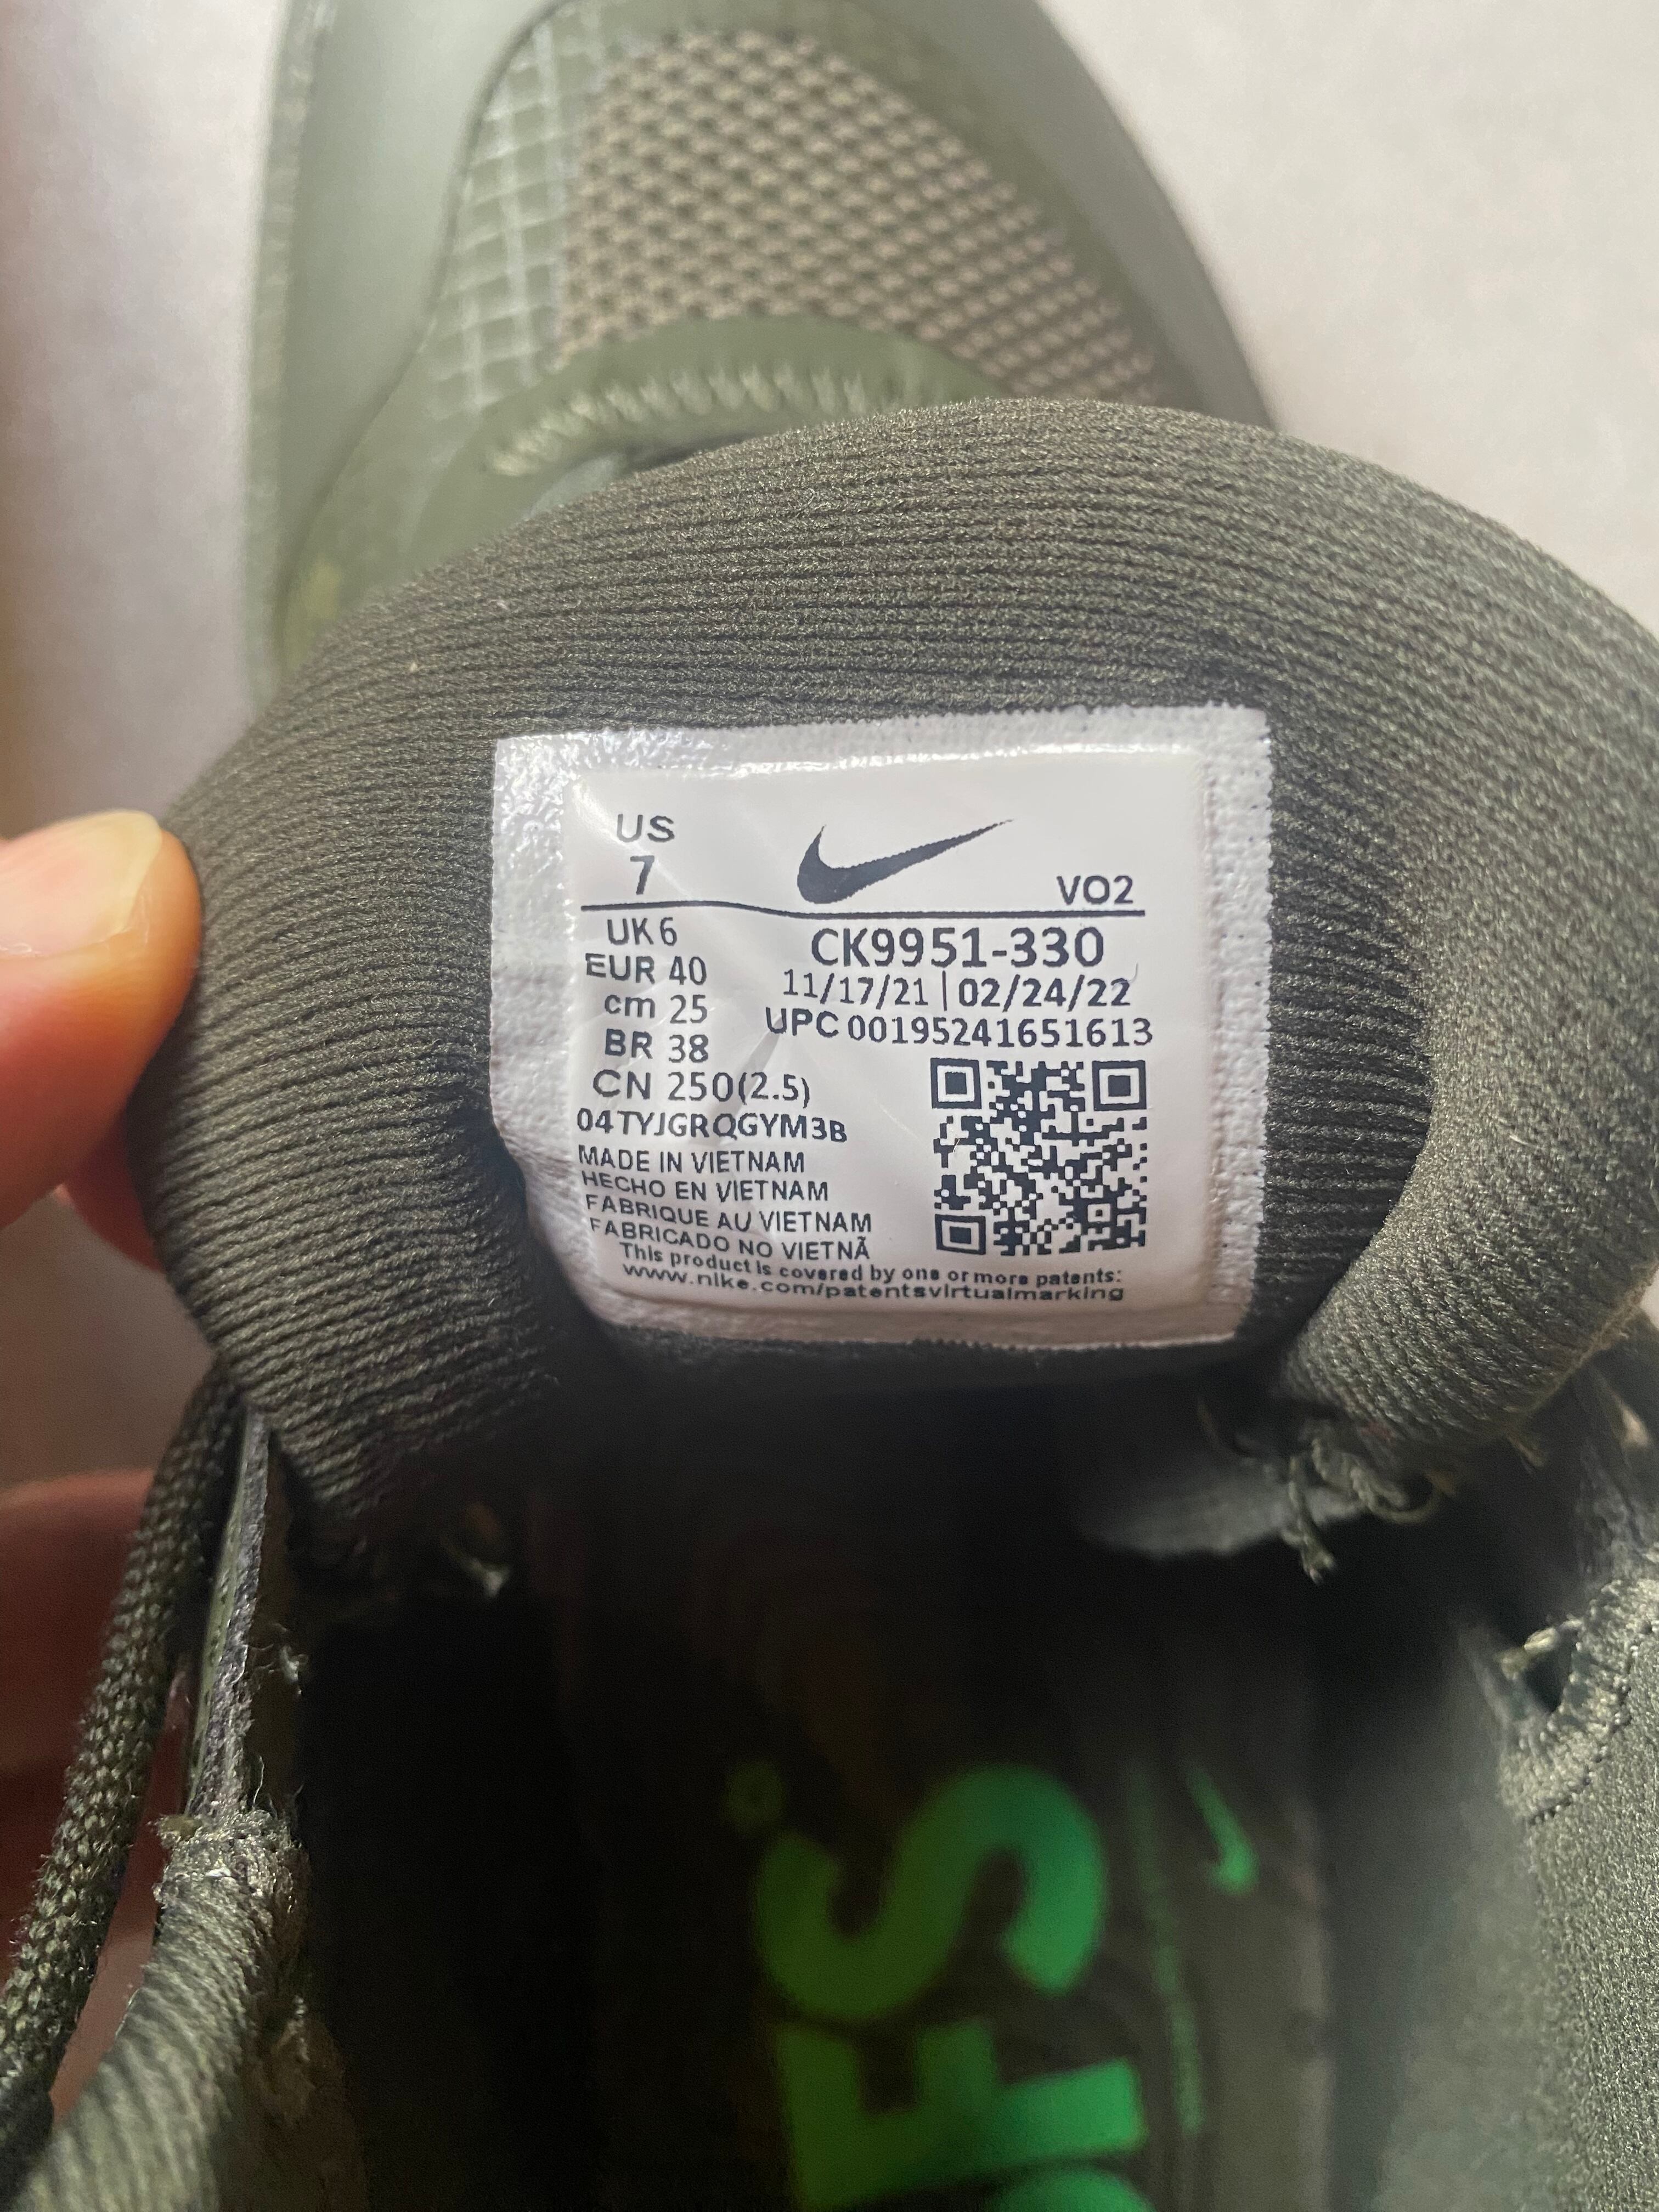 US
7
VO2
UK 6
EUR 40
cm 25
BR 38
CN 250(2.5)
CK9951-330
11/17/21 | 02/24/22
UPC 00195241651613
04TYJGRQGYM3B
MADE IN VIETNAM
HECHO EN VIETNAM
FABRIQUE AU VIETNAM
FABRICADO NO VIETNÃ
This product is covered by one or more patents:
www.nike.com/patentsvirtualmarking